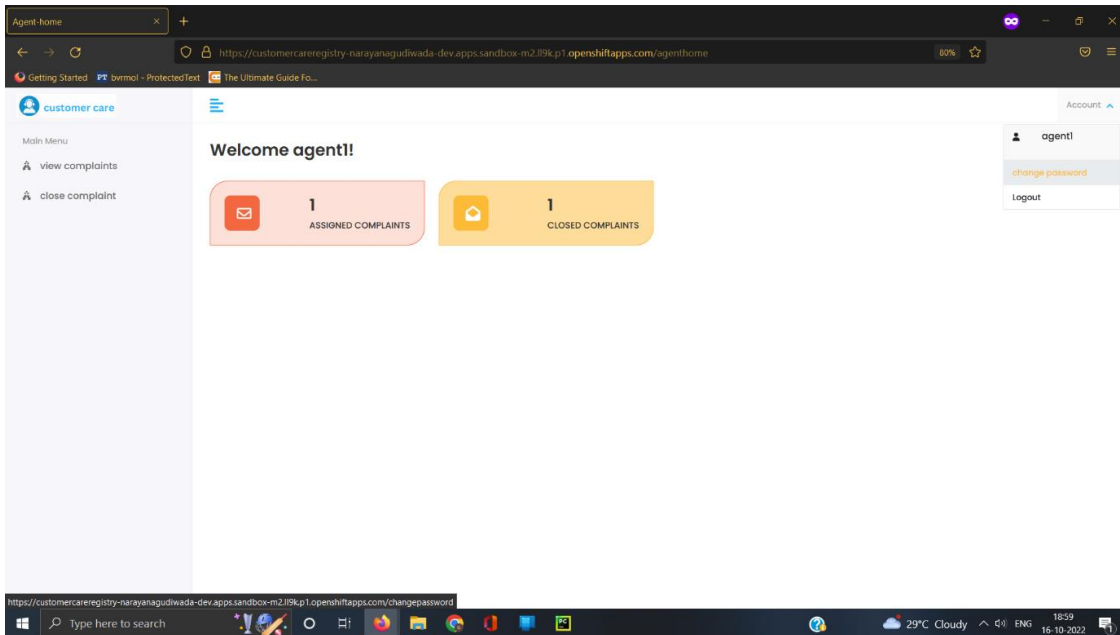 Agent-home
https://customercareregistry-narayanagudiwada-dev.apps.sandbox-m2.ll9k.p1.openshiftapps.com/agenthome
80%
Getting Started
PT bvrmol - ProtectedText
The Ultimate Guide Fo...
customer care
Account
Main Menu
view complaints
close complaint
Welcome agent1!
1
ASSIGNED COMPLAINTS
1
CLOSED COMPLAINTS
agent1
change password
Logout
https://customercareregistry-narayanagudiwada-dev.apps.sandbox-m2.ll9k.p1.openshiftapps.com/changepassword
Type here to search
PC
29°C Cloudy
ENG
18:59
16-10-2022
1